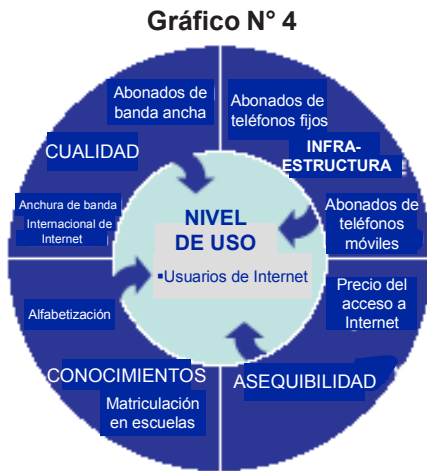 Gráfico N° 4
Abonados de
banda ancha
CUALIDAD
Anchura de banda
Internacional de
Internet
Abonados de
teléfonos fijos
INFRA-
ESTRUCTURA
Abonados de
teléfonos
móviles
NIVEL
DE USO
▪Usuarios de Internet
Precio del
acceso a
Internet
ASEQUIBILIDAD
Alfabetización
CONOCIMIENTOS
Matriculación
en escuelas